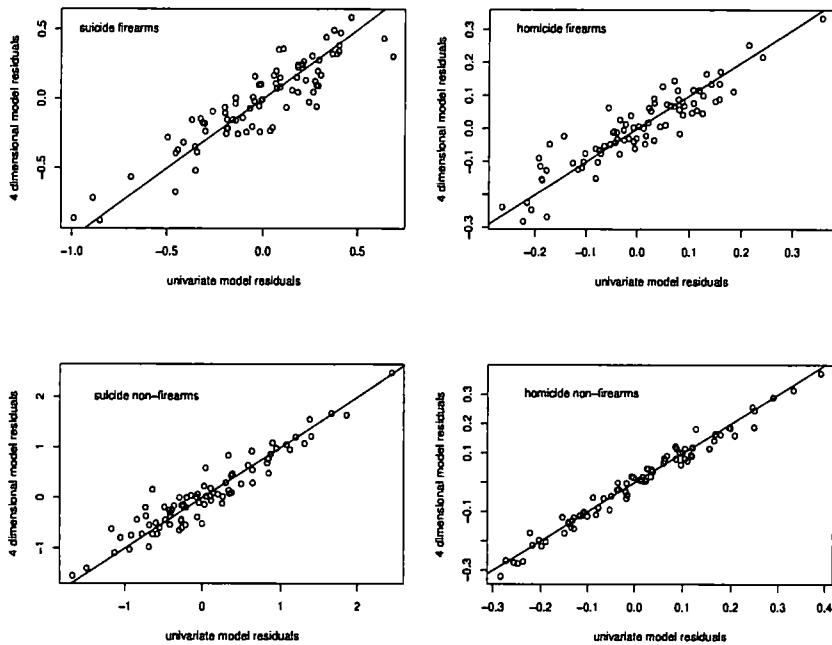 suicide firearms
4 dimensional model residuals
0.5
0.0
-0.5
-1.0 -0.5 0.0 0.5
univariate model residuals
homicide firearms
4 dimensional model residuals
0.3
0.2
0.1
0.0
-0.1
-0.3
-0.2 -0.1 0.0 0.1 0.2 0.3
univariate model residuals
suicide non-firearms
4 dimensional model residuals
2
1
0
-1
-1 0 1 2
univariate model residuals
homicide non-firearms
4 dimensional model residuals
0.3
0.1
-0.1
-0.3
-0.3 -0.2 -0.1 0.0 0.1 0.2 0.3 0.4
univariate model residuals